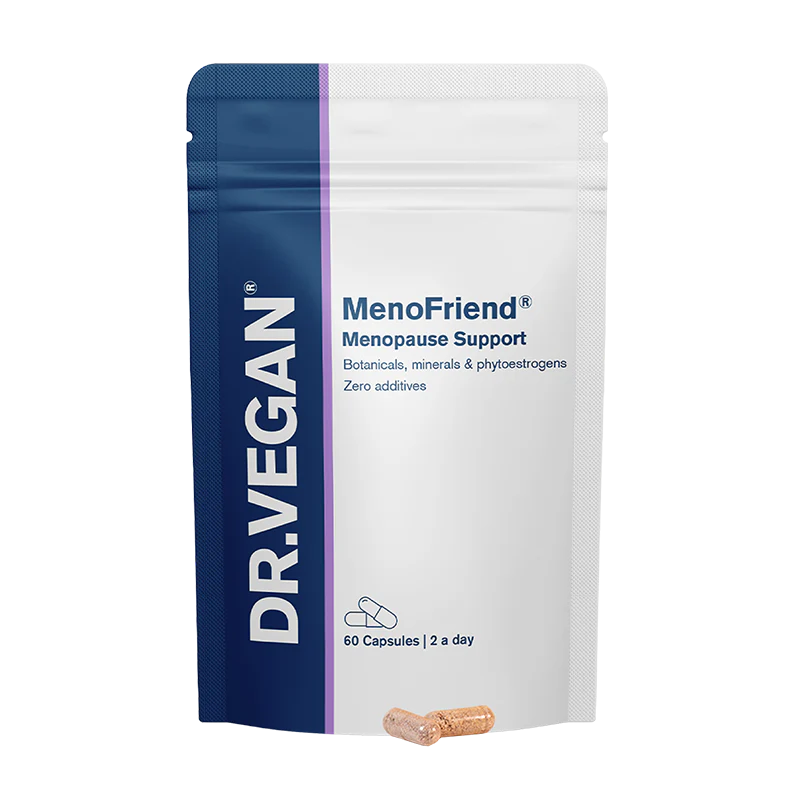 DR.VEGAN®
MenoFriend®
Menopause Support
Botanicals, minerals & phytoestrogens
Zero additives
60 Capsules | 2 a day